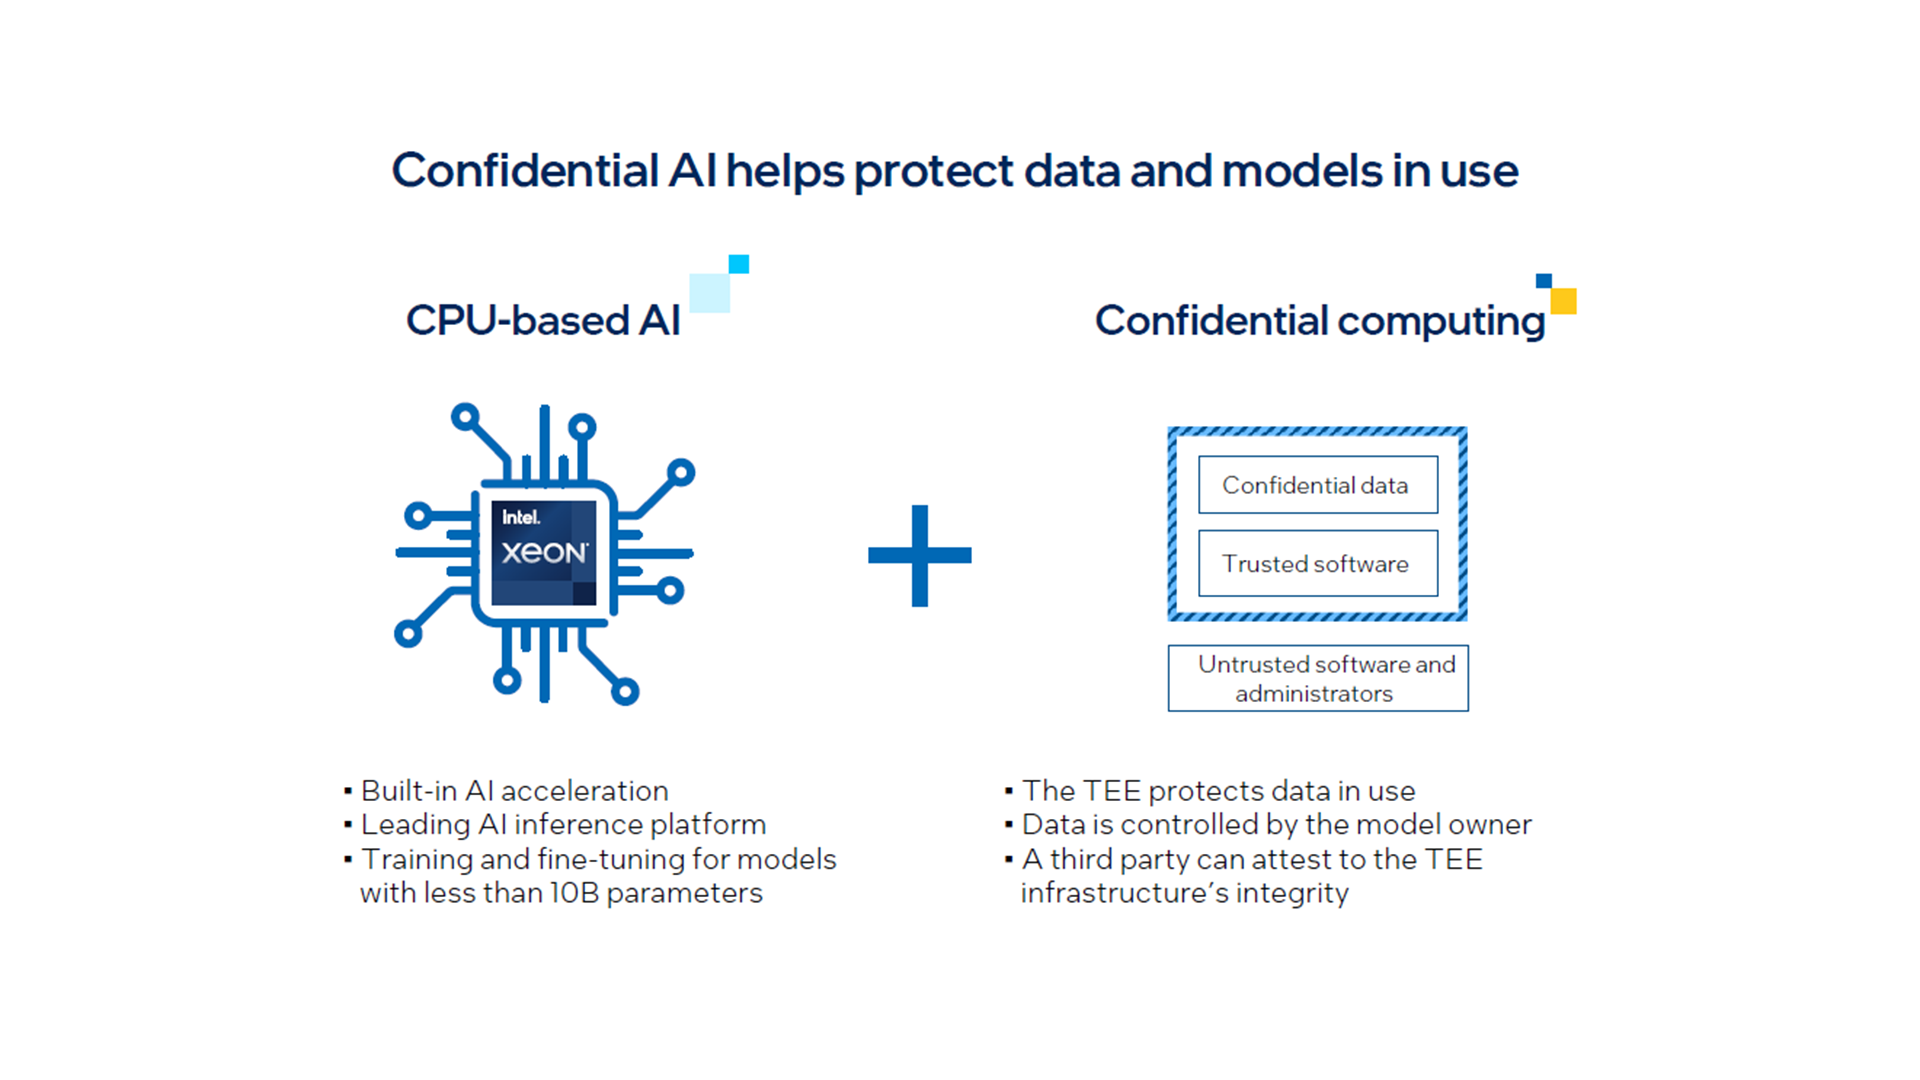 Confidential AI helps protect data and models in use
CPU-based AI
Intel.
XEON
▪ Built-in AI acceleration
▪ Leading AI inference platform
▪ Training and fine-tuning for models
with less than 10B parameters
Confidential computing
Confidential data
Trusted software
Untrusted software and
administrators
▪ The TEE protects data in use
▪ Data is controlled by the model owner
▪ A third party can attest to the TEE
infrastructure’s integrity